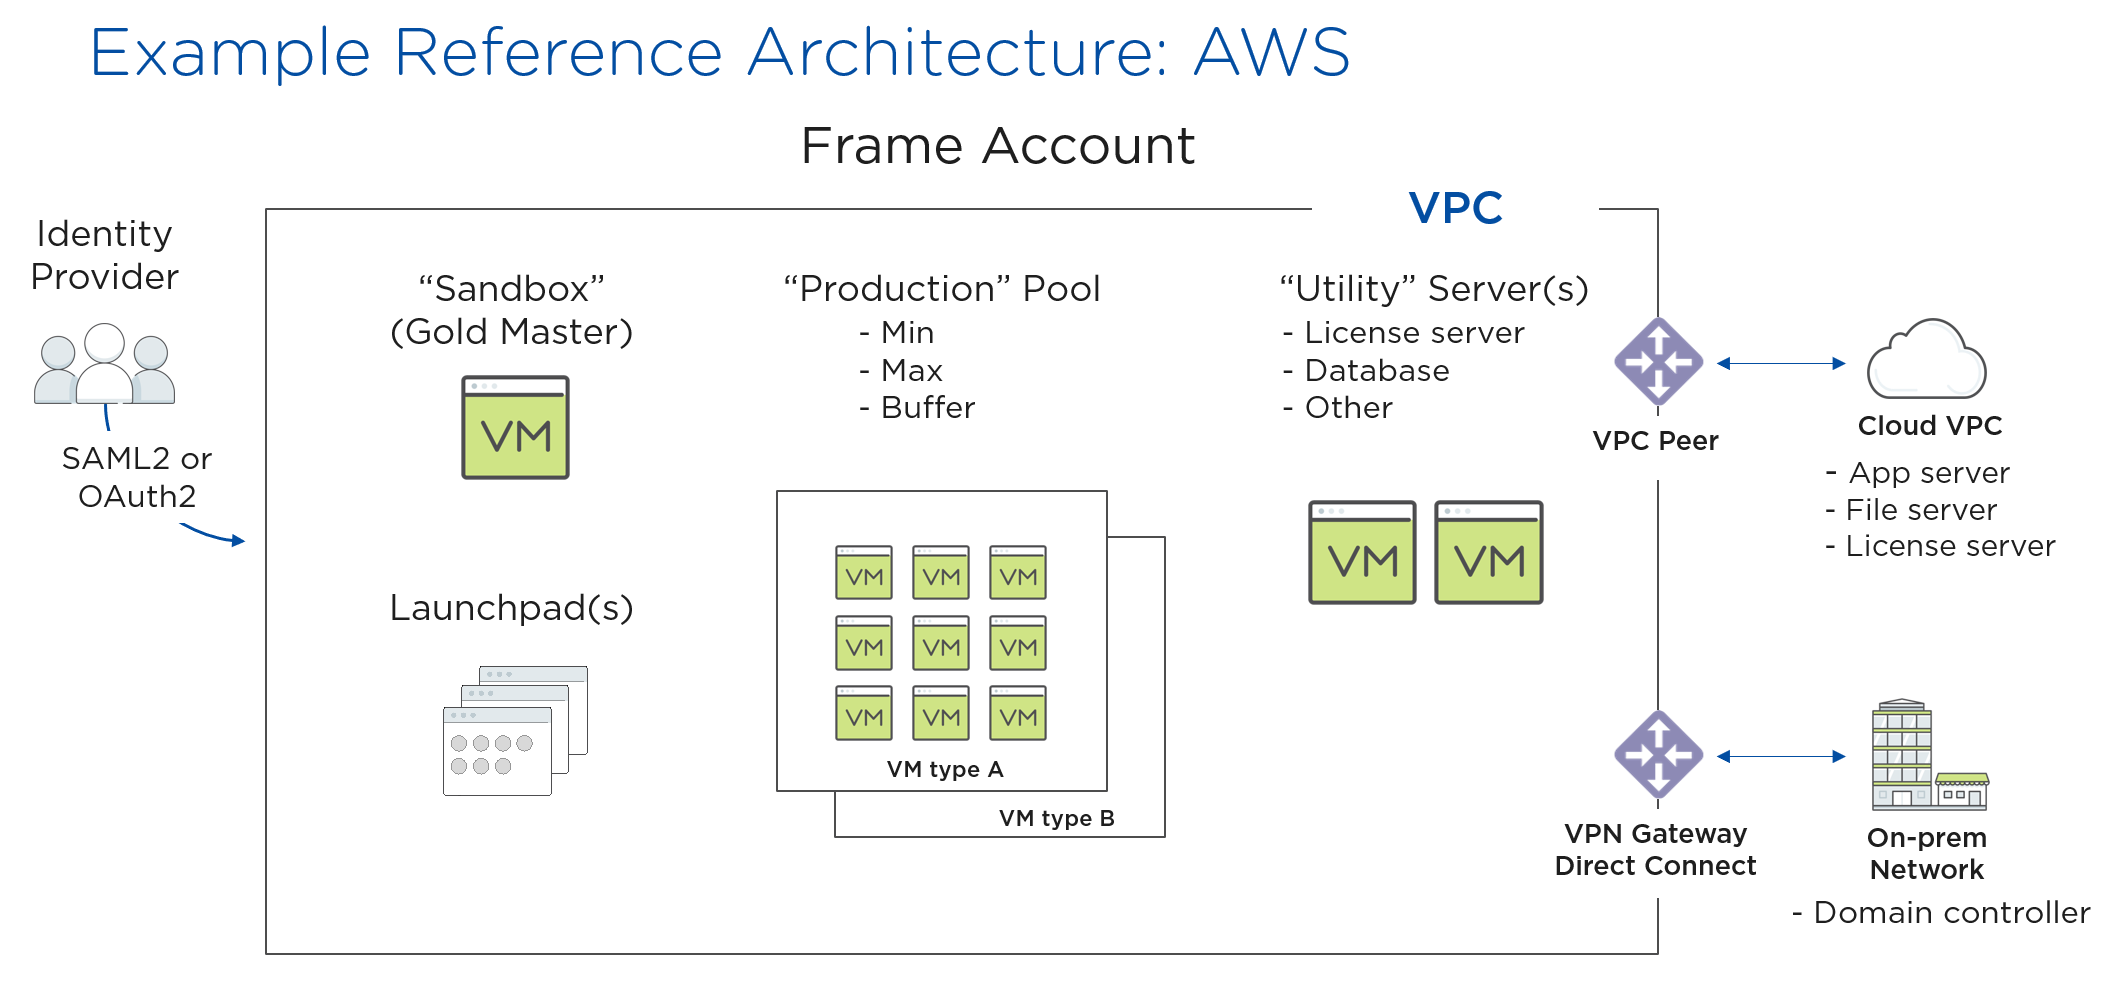 Example Reference Architecture: AWS
Frame Account
VPC
Identity
Provider
SAML2 or
OAuth2
“Sandbox”
(Gold Master)
VM
Launchpad(s)
“Production” Pool
- Min
- Max
- Buffer
VM VM VM
VM VM VM
VM VM VM
VM type A
VM type B
“Utility” Server(s)
- License server
- Database
- Other
VM VM
VPC Peer
Cloud VPC
- App server
- File server
- License server
VPN Gateway
Direct Connect
On-prem
Network
- Domain controller